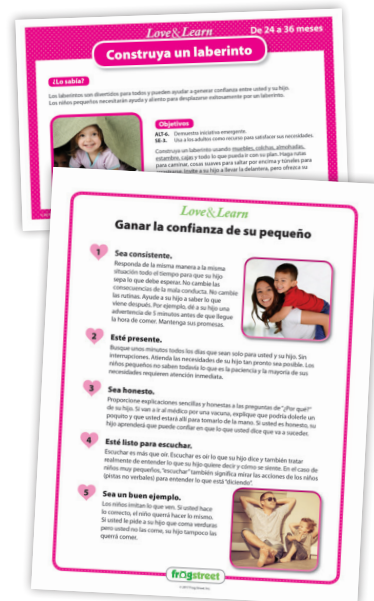 Love&Learn
De 24 a 36 meses
Construya un laberinto
¿Lo sabía?
Los laberintos son divertidos para todos y pueden ayudar a generar confianza entre usted y su hijo.
Los niños pequeños necesitarán ayuda y aliento para desplazarse exitosamente por un laberinto.
Objetivos
ALT-6. Demuestra iniciativa emergente.
SE-3. Usa a los adultos como recurso para satisfacer sus necesidades.
Construya un laberinto usando muebles, colchas, almohadas,
estambre, cajas y todo lo que pueda ir con su plan. Haga rutas
para caminar, cosas suaves para saltar por encima y túneles para
su hijo a llevar la delantera, pero ofrezca su
Love&Learn
Ganar la confianza de su pequeño
1
Sea consistente.
Responda de la misma manera a la misma
situación todo el tiempo para que su hijo
sepa lo que debe esperar. No cambie las
consecuencias de la mala conducta. No cambie
las rutinas. Ayude a su hijo a saber lo que
viene después. Por ejemplo, dé a su hijo una
advertencia de 5 minutos antes de que llegue
la hora de comer. Mantenga sus promesas.
2
Esté presente.
Busque unos minutos todos los días que sean solo para usted y su hijo. Sin
interrupciones. Atienda las necesidades de su hijo tan pronto sea posible. Los
niños pequeños no saben todavía lo que es la paciencia y la mayoría de sus
necesidades requieren atención inmediata.
3
Sea honesto.
Proporcione explicaciones sencillas y honestas a las preguntas de "¿Por qué?"
de su hijo. Si van a ir al médico por una vacuna, explique que podría dolerle un
poquito y que usted estará allí para tomarlo de la mano. Si usted es honesto, su
hijo aprenderá que puede confiar en que lo que usted dice que va a suceder.
4
Esté listo para escuchar.
Escuchar es más que oír. Escuchar es oír lo que su hijo dice y también tratar
realmente de entender lo que su hijo quiere decir y cómo se siente. En el caso de
niños muy pequeños, "escuchar" también significa mirar las acciones de los niños
(pistas no verbales) para entender lo que está "diciendo".
5
Sea un buen ejemplo.
Los niños imitan lo que ven. Si usted hace
lo correcto, el niño querrá hacer lo mismo.
Si usted le pide a su hijo que coma verduras
pero usted no las come, su hijo tampoco las
querrá comer.
frogstreet